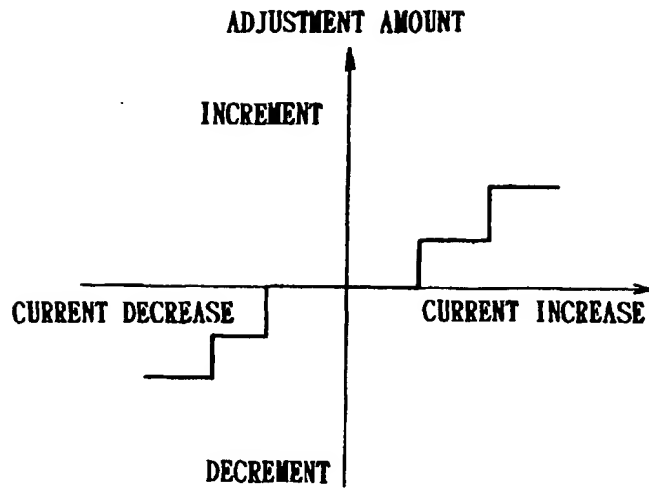 ADJUSTMENT AMOUNT
INCREMENT
CURRENT DECREASE
CURRENT INCREASE
DECREMENT